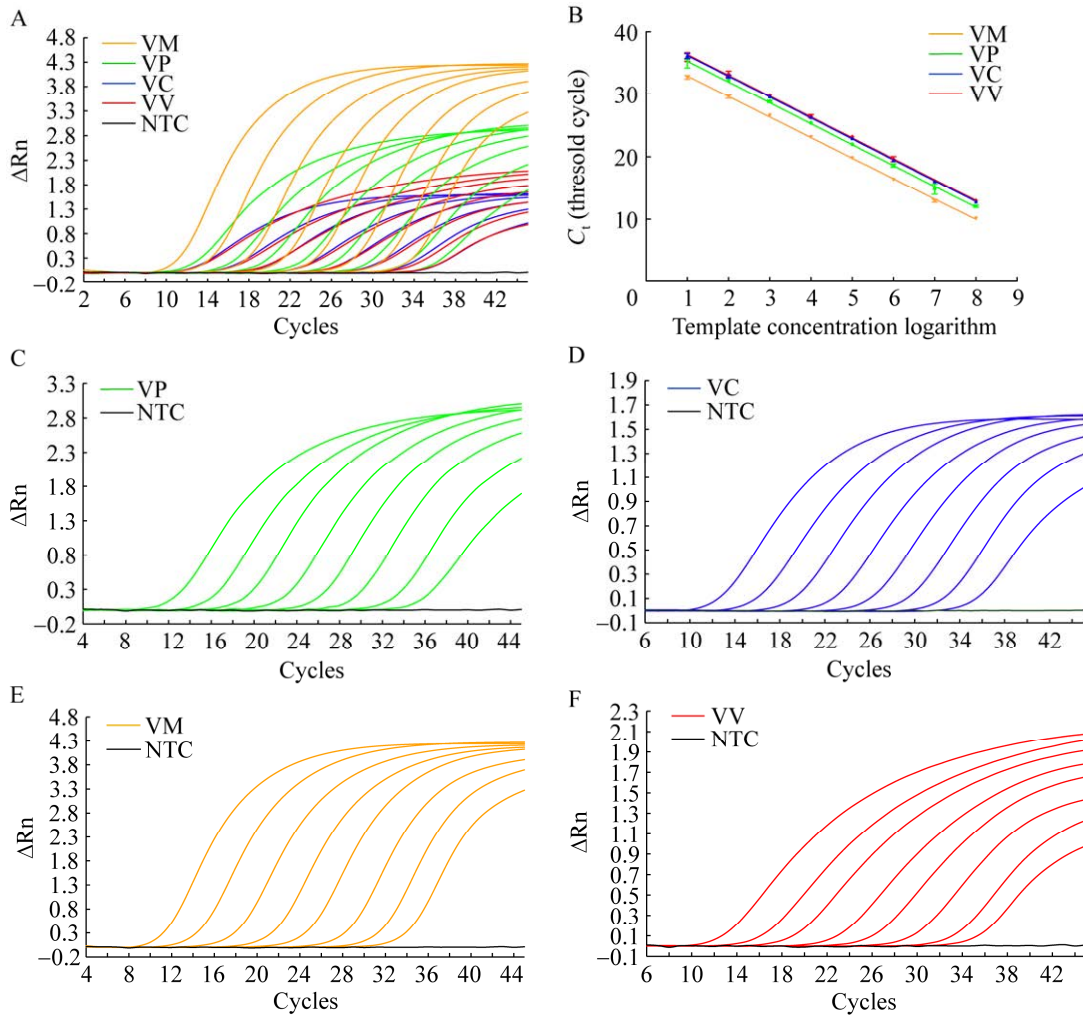 A
4.8
4.3
3.8
3.3
2.8
2.3
1.8
1.3
0.8
0.3
−0.2
ΔRn
VM
VP
VC
VV
NTC
2 6 10 14 18 22 26 30 34 38 42
Cycles
B
40
30
20
10
0
Ct (thresold cycle)
VM
VP
VC
VV
1 2 3 4 5 6 7 8 9
Template concentration logarithm
C
3.3
2.8
2.3
1.8
1.3
0.8
0.3
−0.2
ΔRn
VP
NTC
4 8 12 16 20 24 28 32 36 40 44
Cycles
D
1.9
1.7
1.5
1.3
1.1
0.9
0.7
0.5
0.3
0.1
−0.1
ΔRn
VC
NTC
6 10 14 18 22 26 30 34 38 42
Cycles
E
4.8
4.3
3.8
3.3
2.8
2.3
1.8
1.3
0.8
0.3
−0.2
ΔRn
VM
NTC
4 8 12 16 20 24 28 32 36 40 44
Cycles
F
2.3
2.1
1.9
1.7
1.5
1.3
1.1
0.9
0.7
0.5
0.3
0.1
−0.1
ΔRn
VV
NTC
6 10 14 18 22 26 30 34 38 42
Cycles